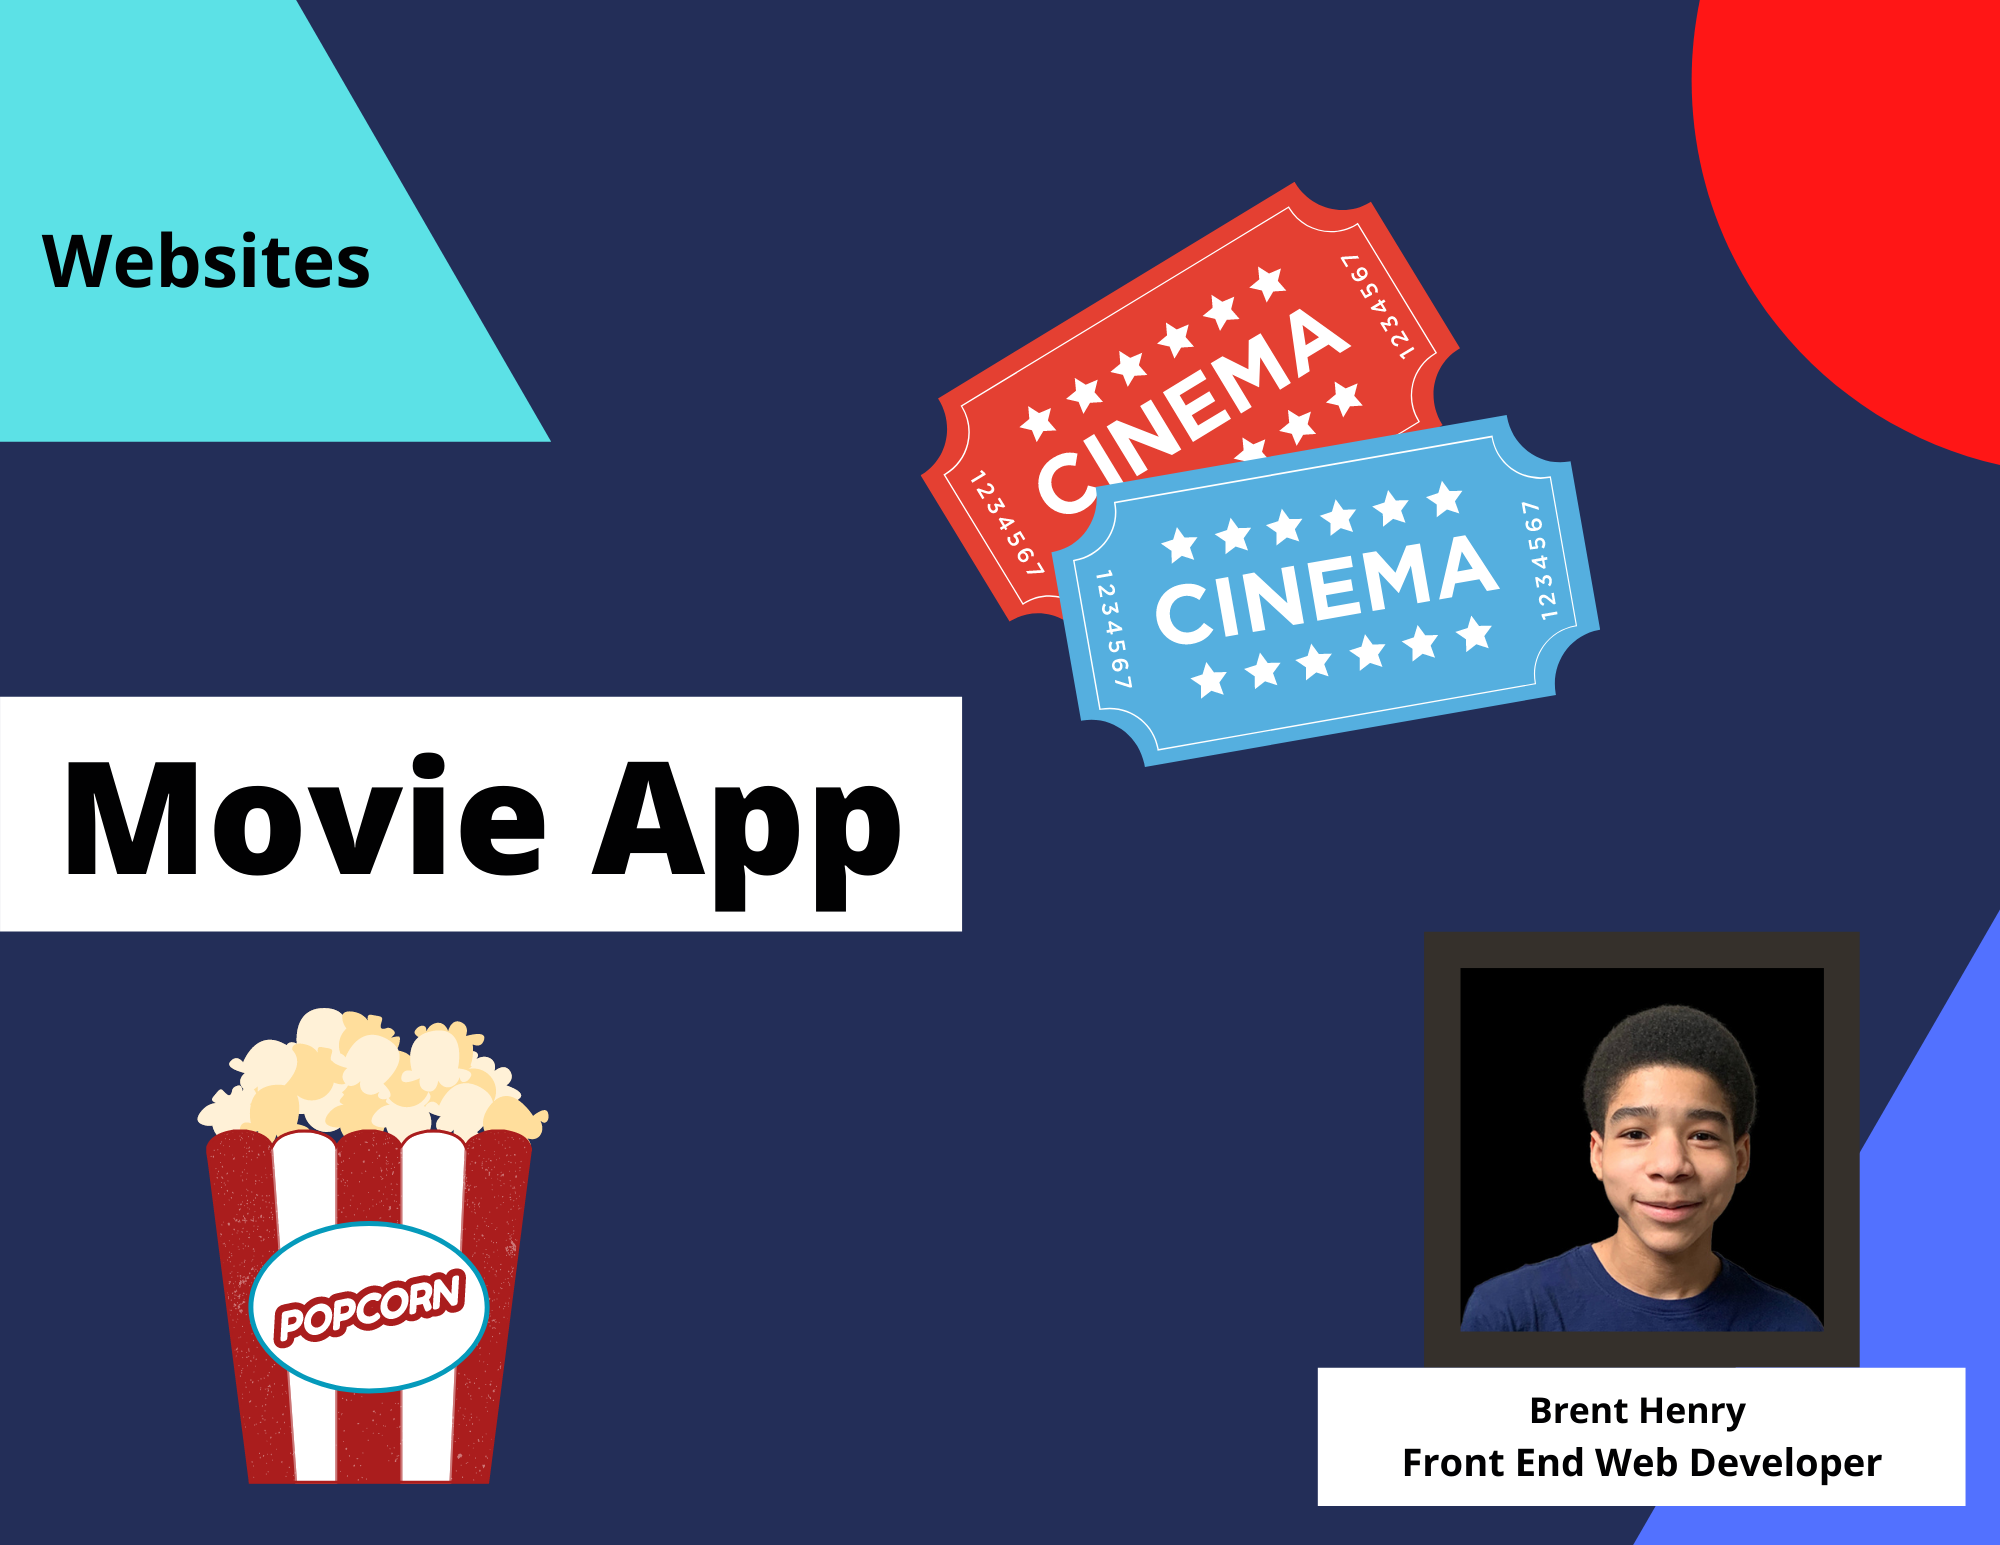 Websites
CINEMA
1234567
1234567
CINEMA
1234567
1234567
Movie App
POPCORN
Brent Henry
Front End Web Developer